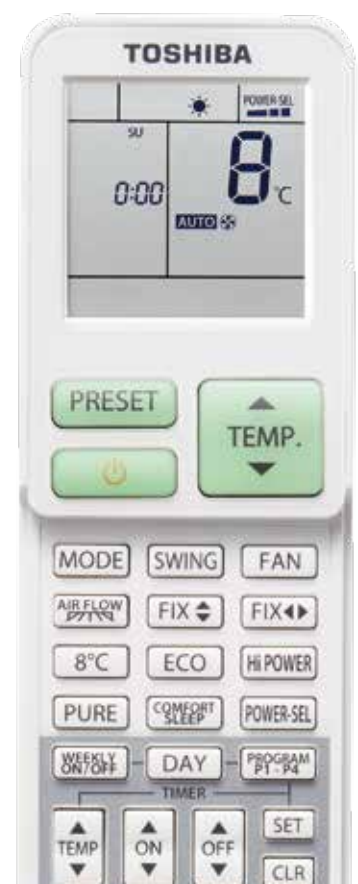 TOSHIBA
POWER-SEL
SU
0:00
8 °C
AUTO
PRESET
TEMP.
MODE SWING FAN
AIR FLOW FIX FIX
8°C ECO Hi POWER
PURE COMFORT SLEEP POWER-SEL
WEEKLY ON/OFF DAY PROGRAM P1 - P4
TIMER
TEMP ON OFF SET
CLR